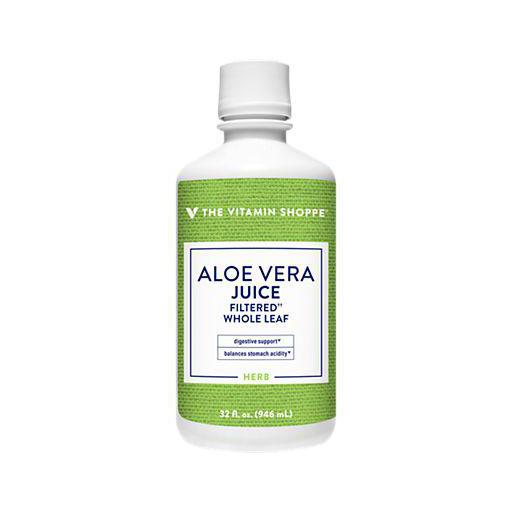 THE VITAMIN SHOPPE
ALOE VERA
JUICE
FILTERED™
WHOLE LEAF
digestive support▼
balances stomach acidity▼
HERB
32 fl. oz. (946 mL)